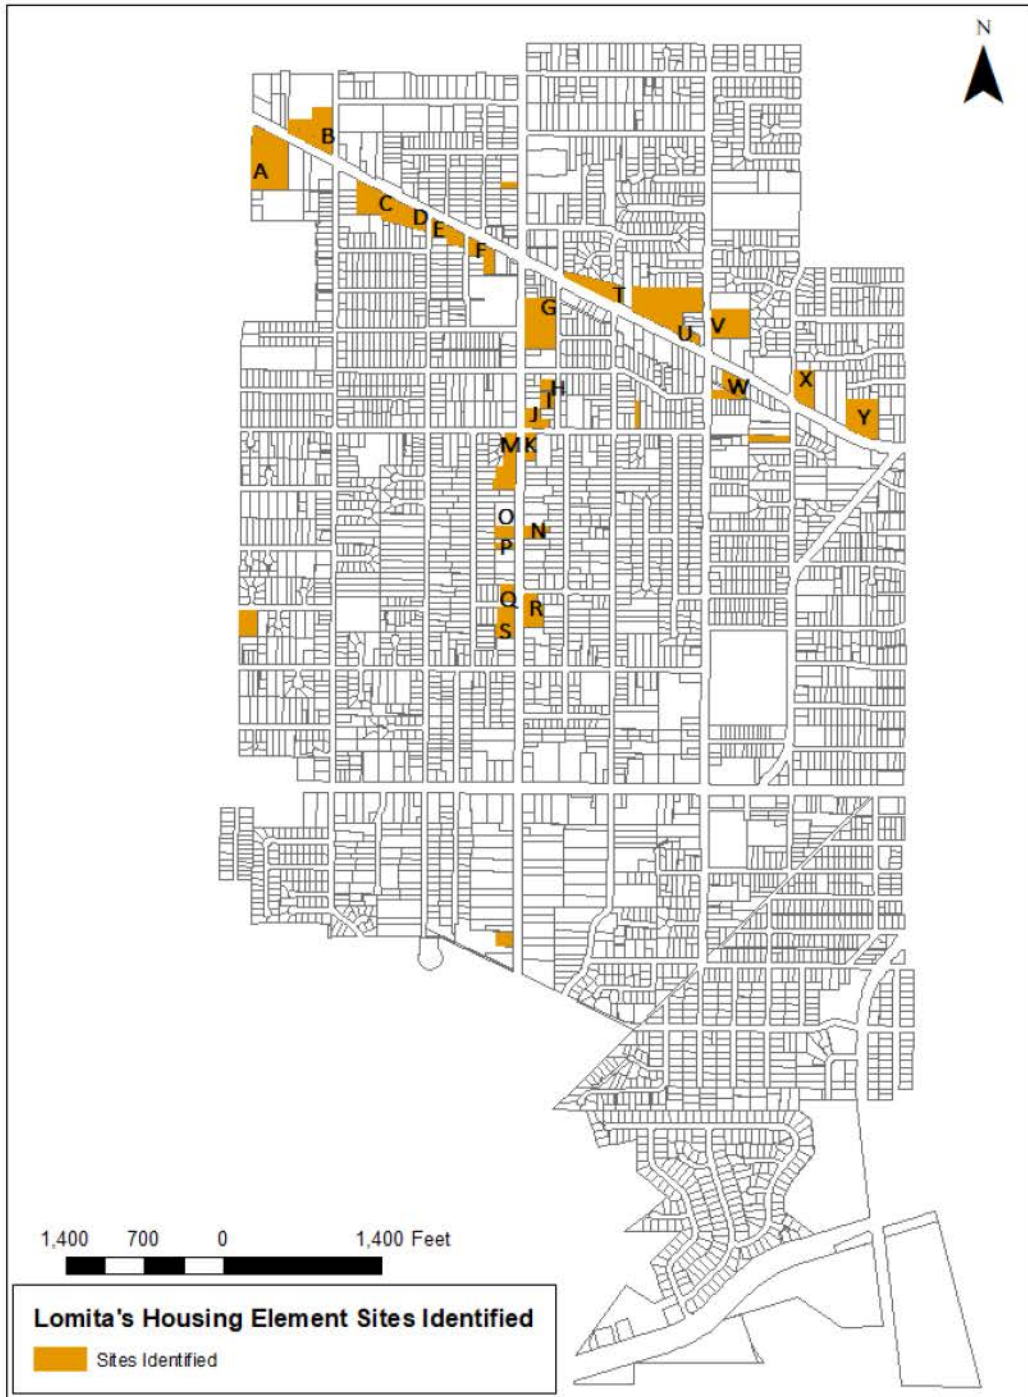 N
B
A
C
D
E
F
G
T
U
V
H
W
X
I
J
Y
M K
O
N
P
Q
R
S
1,400 700 0 1,400 Feet
Lomita's Housing Element Sites Identified
Sites Identified